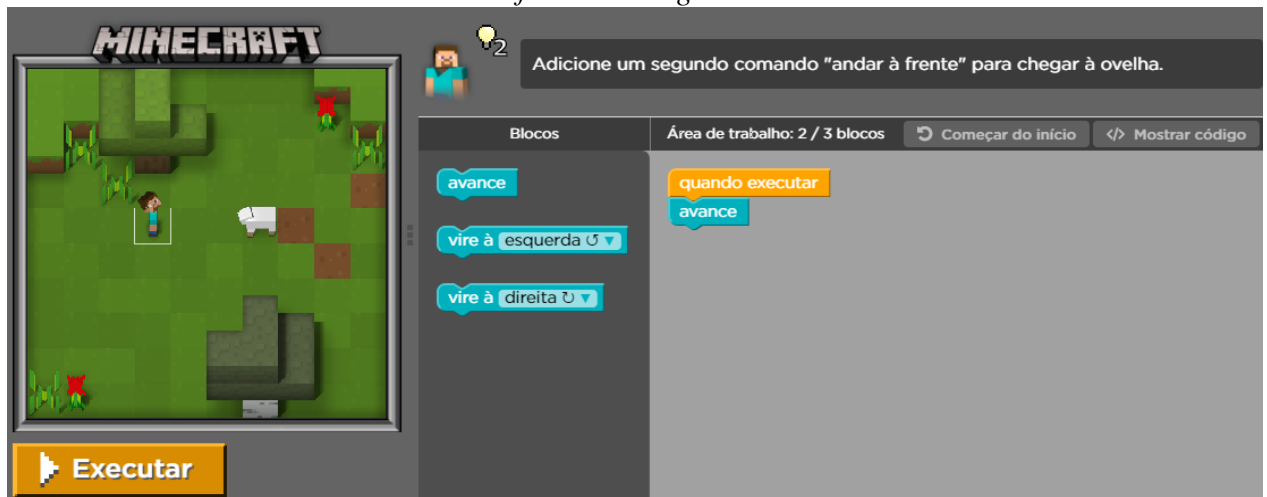 MINECRAFT
2
Adicione um segundo comando "andar à frente" para chegar à ovelha.
Blocos
Área de trabalho: 2 / 3 blocos
Começar do início
</> Mostrar código
avance
vire à esquerda ↺ ▼
vire à direita ↻ ▼
quando executar
avance
Executar